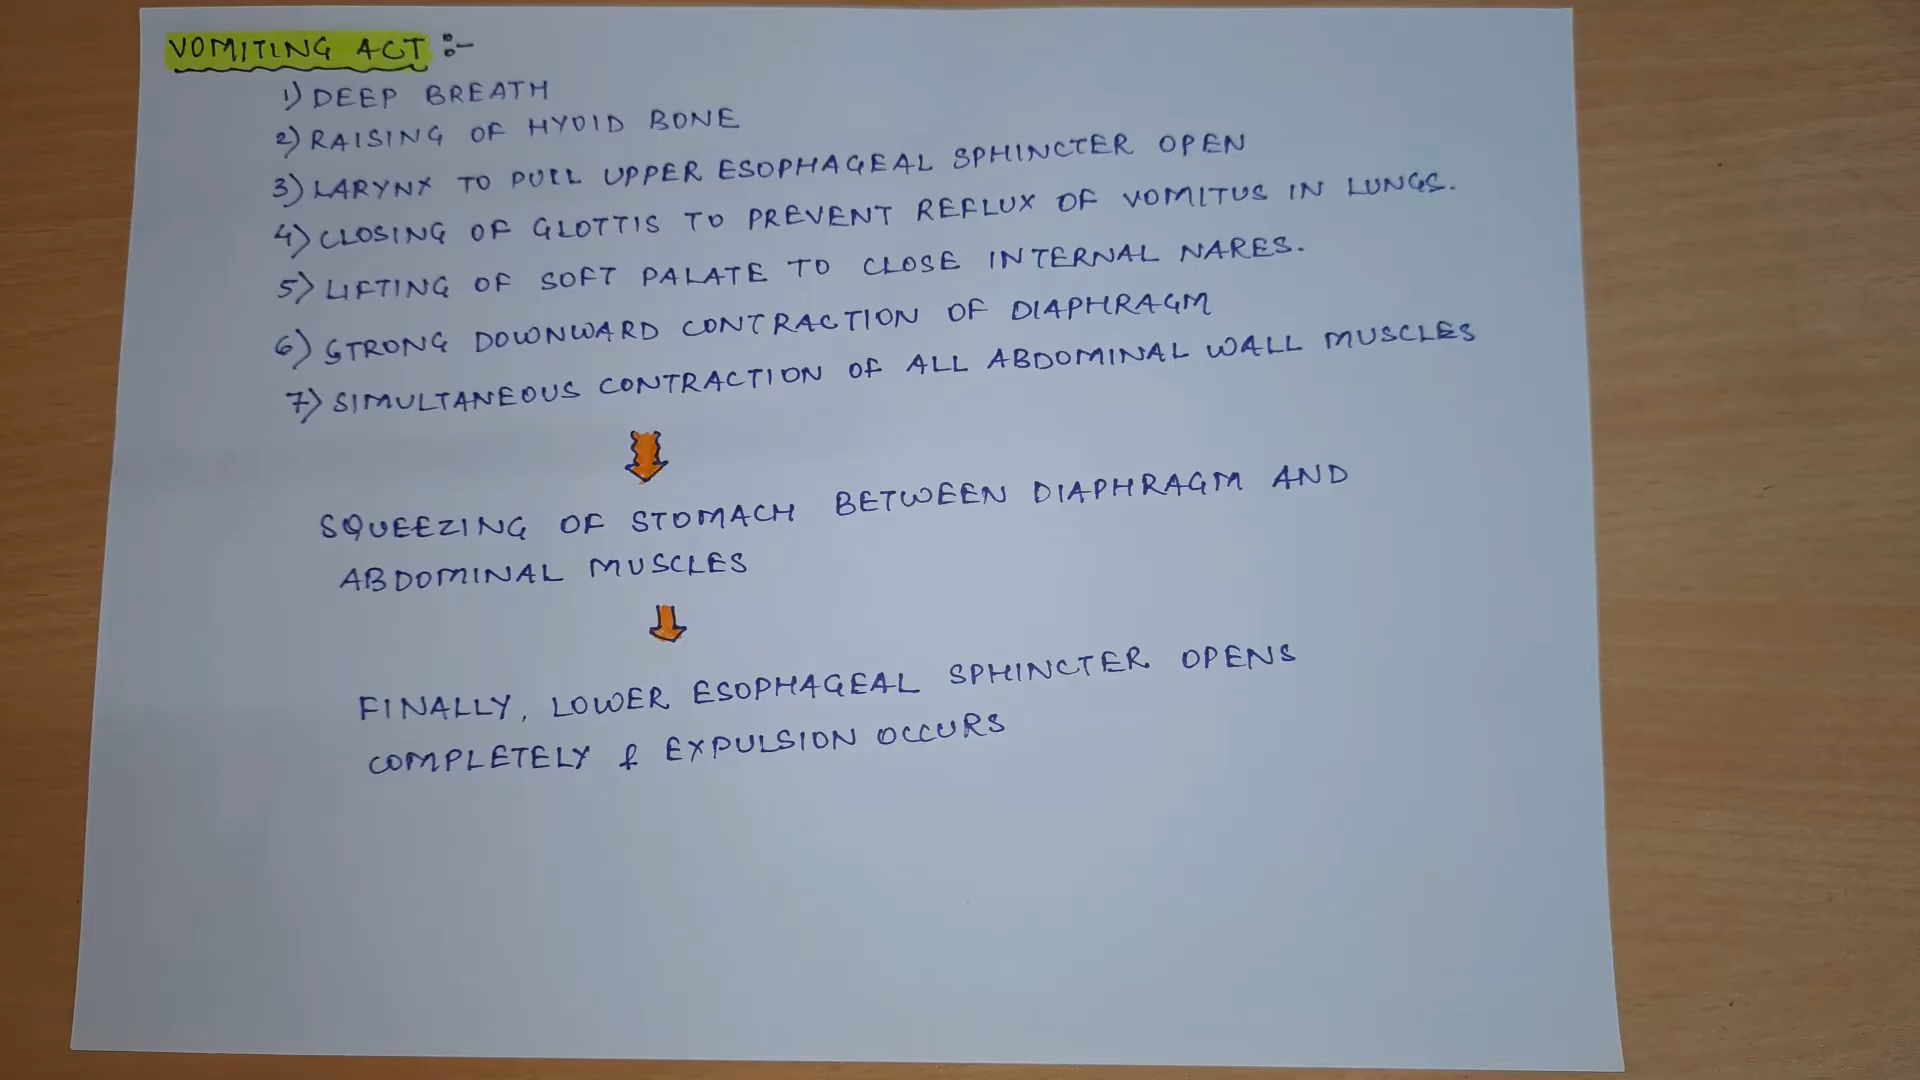 VOMITING ACT :-
1) DEEP BREATH
2) RAISING OF HYOID BONE
3) LARYNX TO PULL UPPER ESOPHAGEAL SPHINCTER OPEN
4) CLOSING OF GLOTTIS TO PREVENT REFLUX OF VOMITUS IN LUNGS.
5) LIFTING OF SOFT PALATE TO CLOSE INTERNAL NARES.
6) STRONG DOWNWARD CONTRACTION OF DIAPHRAGM
7) SIMULTANEOUS CONTRACTION OF ALL ABDOMINAL WALL MUSCLES
SQUEEZING OF STOMACH BETWEEN DIAPHRAGM AND
ABDOMINAL MUSCLES
FINALLY, LOWER ESOPHAGEAL SPHINCTER OPENS
COMPLETELY & EXPULSION OCCURS